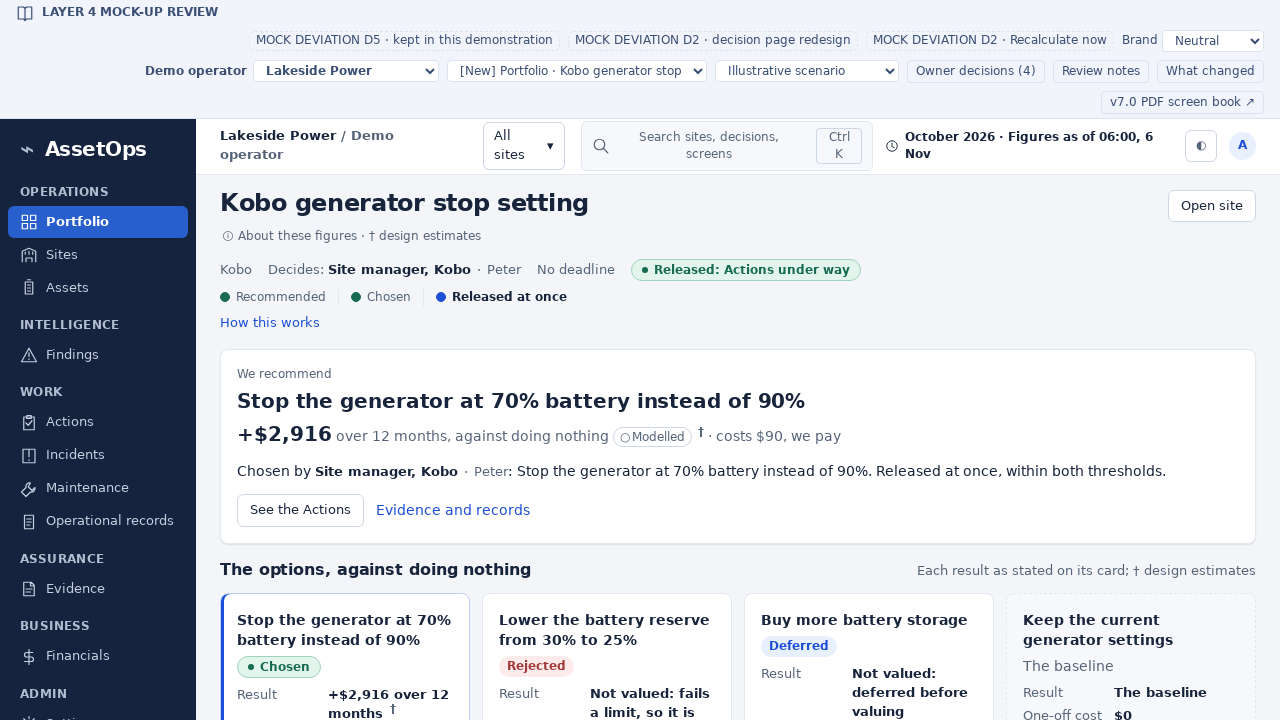 LAYER 4 MOCK-UP REVIEW
MOCK DEVIATION D5 · kept in this demonstration
MOCK DEVIATION D2 · decision page redesign
MOCK DEVIATION D2 · Recalculate now
Brand
Neutral
Demo operator
Lakeside Power
[New] Portfolio · Kobo generator stop
Illustrative scenario
Owner decisions (4)
Review notes
What changed
v7.0 PDF screen book ↗
AssetOps
OPERATIONS
Portfolio
Sites
Assets
INTELLIGENCE
Findings
WORK
Actions
Incidents
Maintenance
Operational records
ASSURANCE
Evidence
BUSINESS
Financials
ADMIN
Lakeside Power / Demo
operator
All
sites
▾
Search sites, decisions,
screens
Ctrl
K
October 2026 · Figures as of 06:00, 6
Nov
A
Kobo generator stop setting
Open site
ⓘ About these figures · † design estimates
Kobo
Decides: Site manager, Kobo · Peter
No deadline
Released: Actions under way
Recommended
Chosen
Released at once
How this works
We recommend
Stop the generator at 70% battery instead of 90%
+$2,916 over 12 months, against doing nothing ○ Modelled † · costs $90, we pay
Chosen by Site manager, Kobo · Peter: Stop the generator at 70% battery instead of 90%. Released at once, within both thresholds.
See the Actions
Evidence and records
The options, against doing nothing
Each result as stated on its card; † design estimates
Stop the generator at 70%
battery instead of 90%
Chosen
Result
+$2,916 over 12
months †
Lower the battery reserve
from 30% to 25%
Rejected
Result
Not valued: fails
a limit, so it is
Buy more battery storage
Deferred
Result
Not valued:
deferred before
valuing
Keep the current
generator settings
The baseline
Result
The baseline
One-off cost
$0